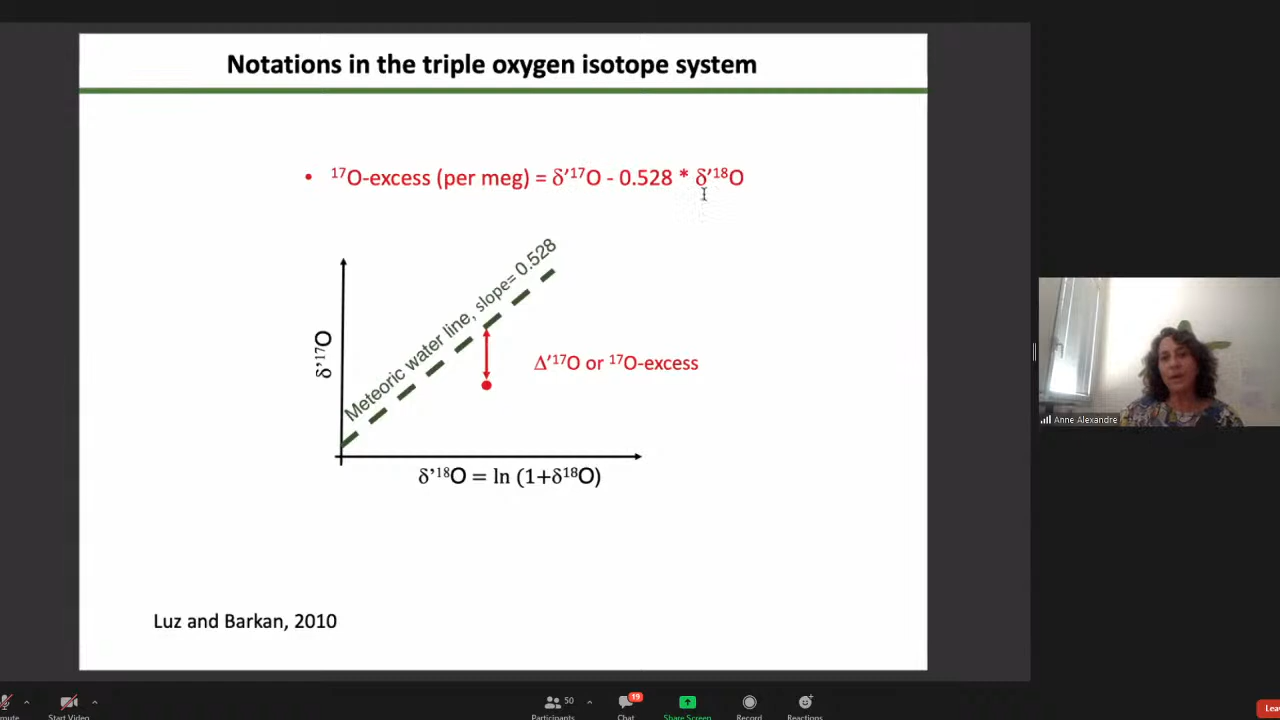 Notations in the triple oxygen isotope system
• ¹⁷O-excess (per meg) = δ′¹⁷O - 0.528 * δ′¹⁸O
Meteoric water line, slope= 0.528
δ'¹⁷O
Δ′¹⁷O or ¹⁷O-excess
δ'¹⁸O = ln (1+δ¹⁸O)
Luz and Barkan, 2010
Anne Alexandre
50
19
Start Video
Participants
Chat
Share Screen
Record
Reactions